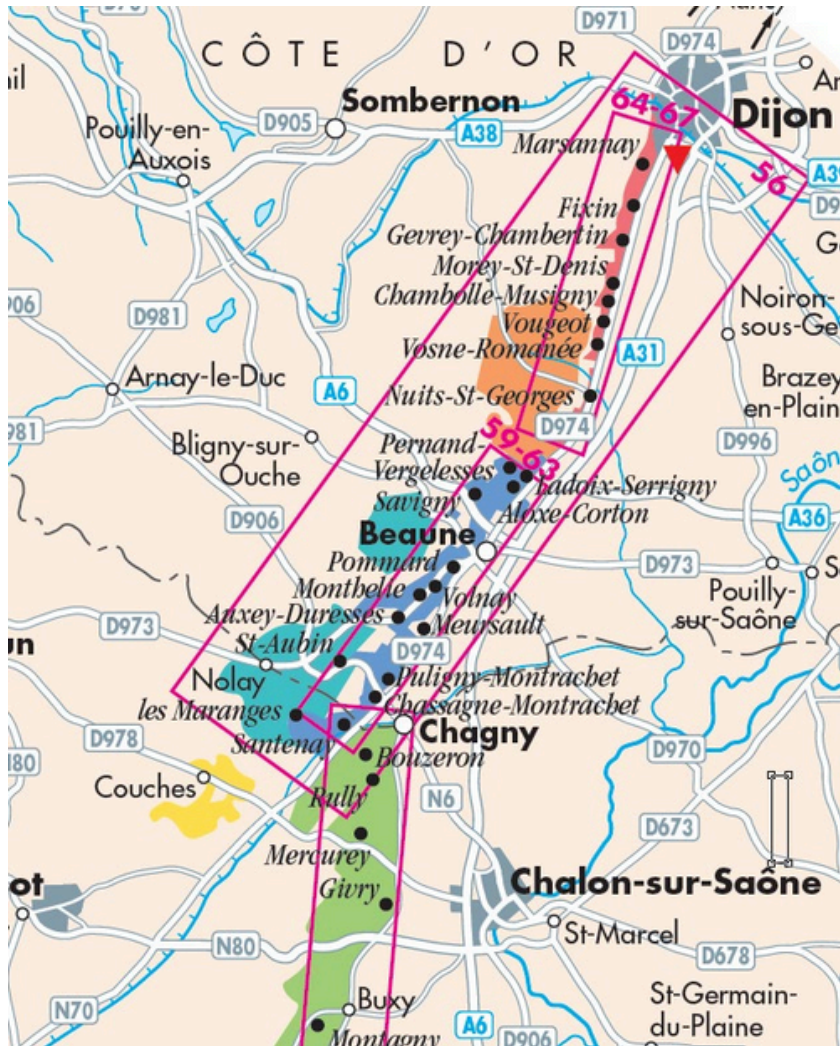 D971
D974
CÔTE D'OR
Sombernon
D905
A38
64-67
Dijon
Pouilly-en-
Auxois
Marsannay
56
Fixin
Gevrey-Chambertin
Morey-St-Denis
Chambolle-Musigny
Vougeot
Vosne-Romanée
Noiron-
sous-Ge
906
D981
A31
Arnay-le-Duc
A6
Nuits-St-Georges
Brazey
en-Plain
981
D974
D996
Bligny-sur-
Ouche
59-63
Pernand-
Vergelesses
Savigny
Ladoix-Serrigny
Aloxe-Corton
Saôn
A36
D906
Beaune
Pommard
D973
Monthelie
Volnay
Pouilly-
sur-Saône
Auxey-Duresses
Meursault
D973
St-Aubin
D974
Nolay
Puligny-Montrachet
les Maranges
Chassagne-Montrachet
Santenay
Chagny
D978
D970
Bouzeron
Couches
Rully
N6
D673
Mercurey
Givry
Chalon-sur-Saône
St-Marcel
N80
D678
N70
Buxy
St-Germain-
du-Plaine
A6
D906
Montagny